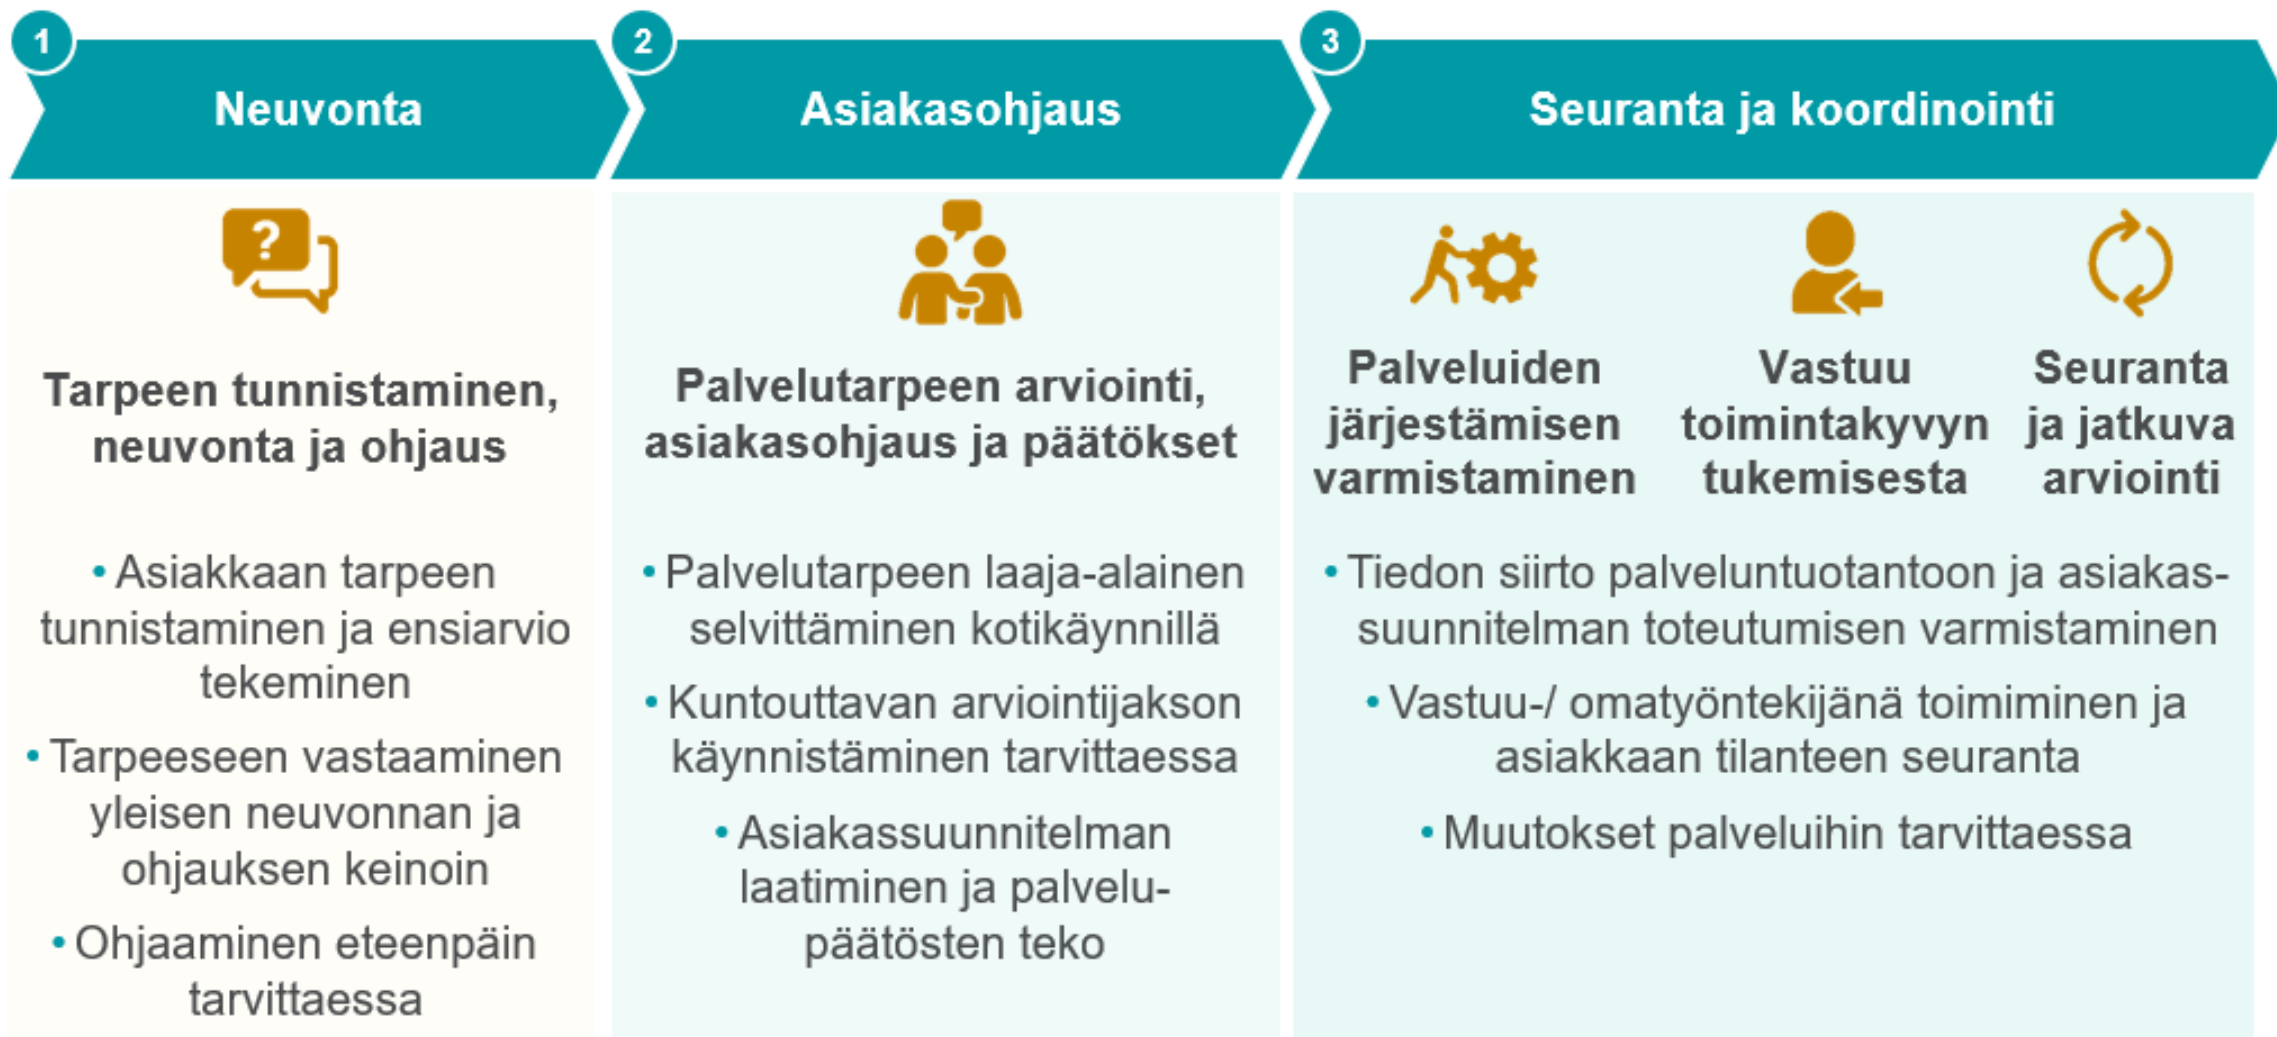 1
Neuvonta
?
Tarpeen tunnistaminen,
neuvonta ja ohjaus
• Asiakkaan tarpeen
tunnistaminen ja ensiarvio
tekeminen
• Tarpeeseen vastaaminen
yleisen neuvonnan ja
ohjauksen keinoin
• Ohjaaminen eteenpäin
tarvittaessa
2
Asiakasohjaus
Palvelutarpeen arviointi,
asiakasohjaus ja päätökset
• Palvelutarpeen laaja-alainen
selvittäminen kotikäynnillä
• Kuntouttavan arviointijakson
käynnistäminen tarvittaessa
• Asiakassuunnitelman
laatiminen ja palvelu-
päätösten teko
3
Seuranta ja koordinointi
Palveluiden
järjestämisen
varmistaminen
Vastuu
toimintakyvyn
tukemisesta
Seuranta
ja jatkuva
arviointi
• Tiedon siirto palveluntuotantoon ja asiakas-
suunnitelman toteutumisen varmistaminen
• Vastuu-/ omatyöntekijänä toimiminen ja
asiakkaan tilanteen seuranta
• Muutokset palveluihin tarvittaessa